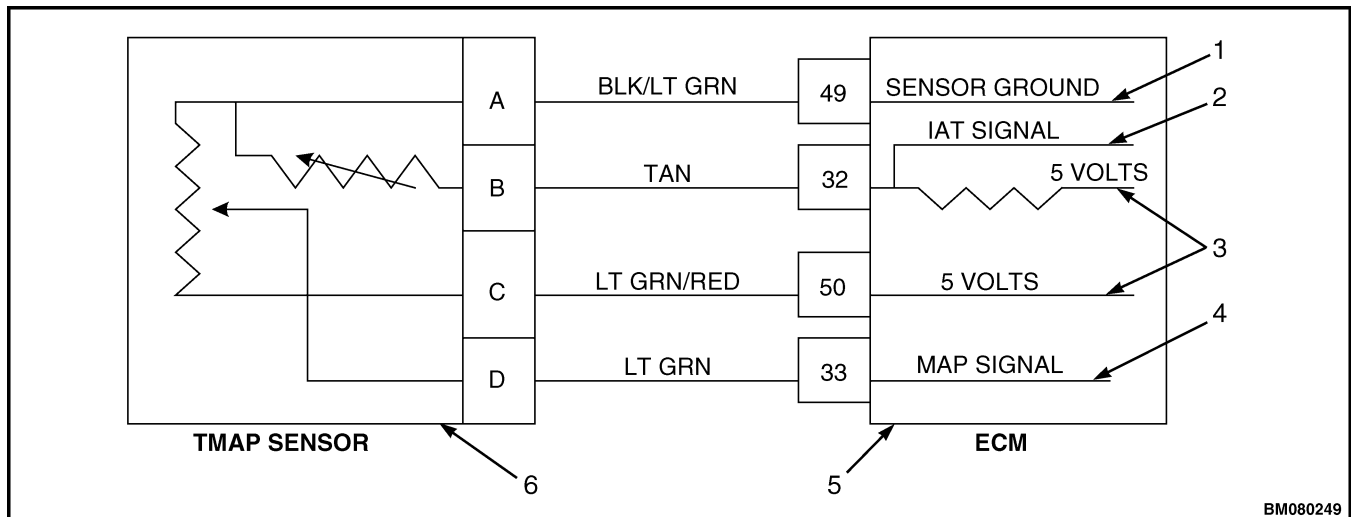 A BLK/LT GRN 49 SENSOR GROUND 1
IAT SIGNAL 2
B TAN 32 5 VOLTS
3
C LT GRN/RED 50 5 VOLTS
D LT GRN 33 MAP SIGNAL 4
TMAP SENSOR ECM
6 5
BM080249